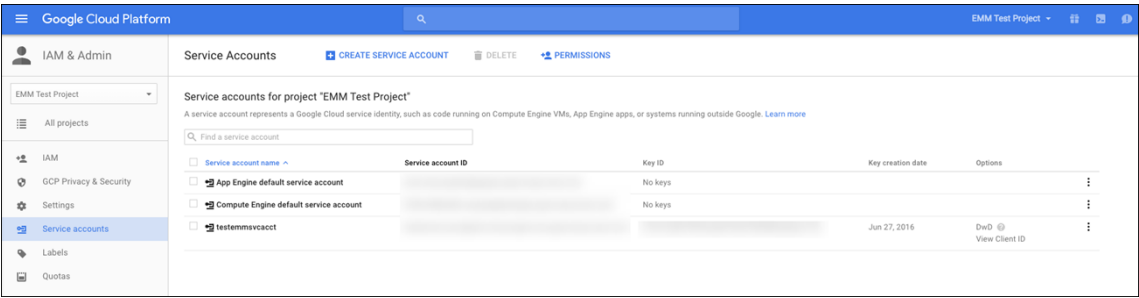 Google Cloud Platform
EMM Test Project
IAM & Admin
Service Accounts
CREATE SERVICE ACCOUNT
DELETE
PERMISSIONS
EMM Test Project
All projects
IAM
GCP Privacy & Security
Settings
Service accounts
Labels
Quotas
Service accounts for project "EMM Test Project"
A service account represents a Google Cloud service identity, such as code running on Compute Engine VMs, App Engine apps, or systems running outside Google. Learn more
Find a service account
Service account name Service account ID Key ID Key creation date Options
App Engine default service account No keys
Compute Engine default service account No keys
testemmsvcacct Jun 27, 2016 DwD
View Client ID